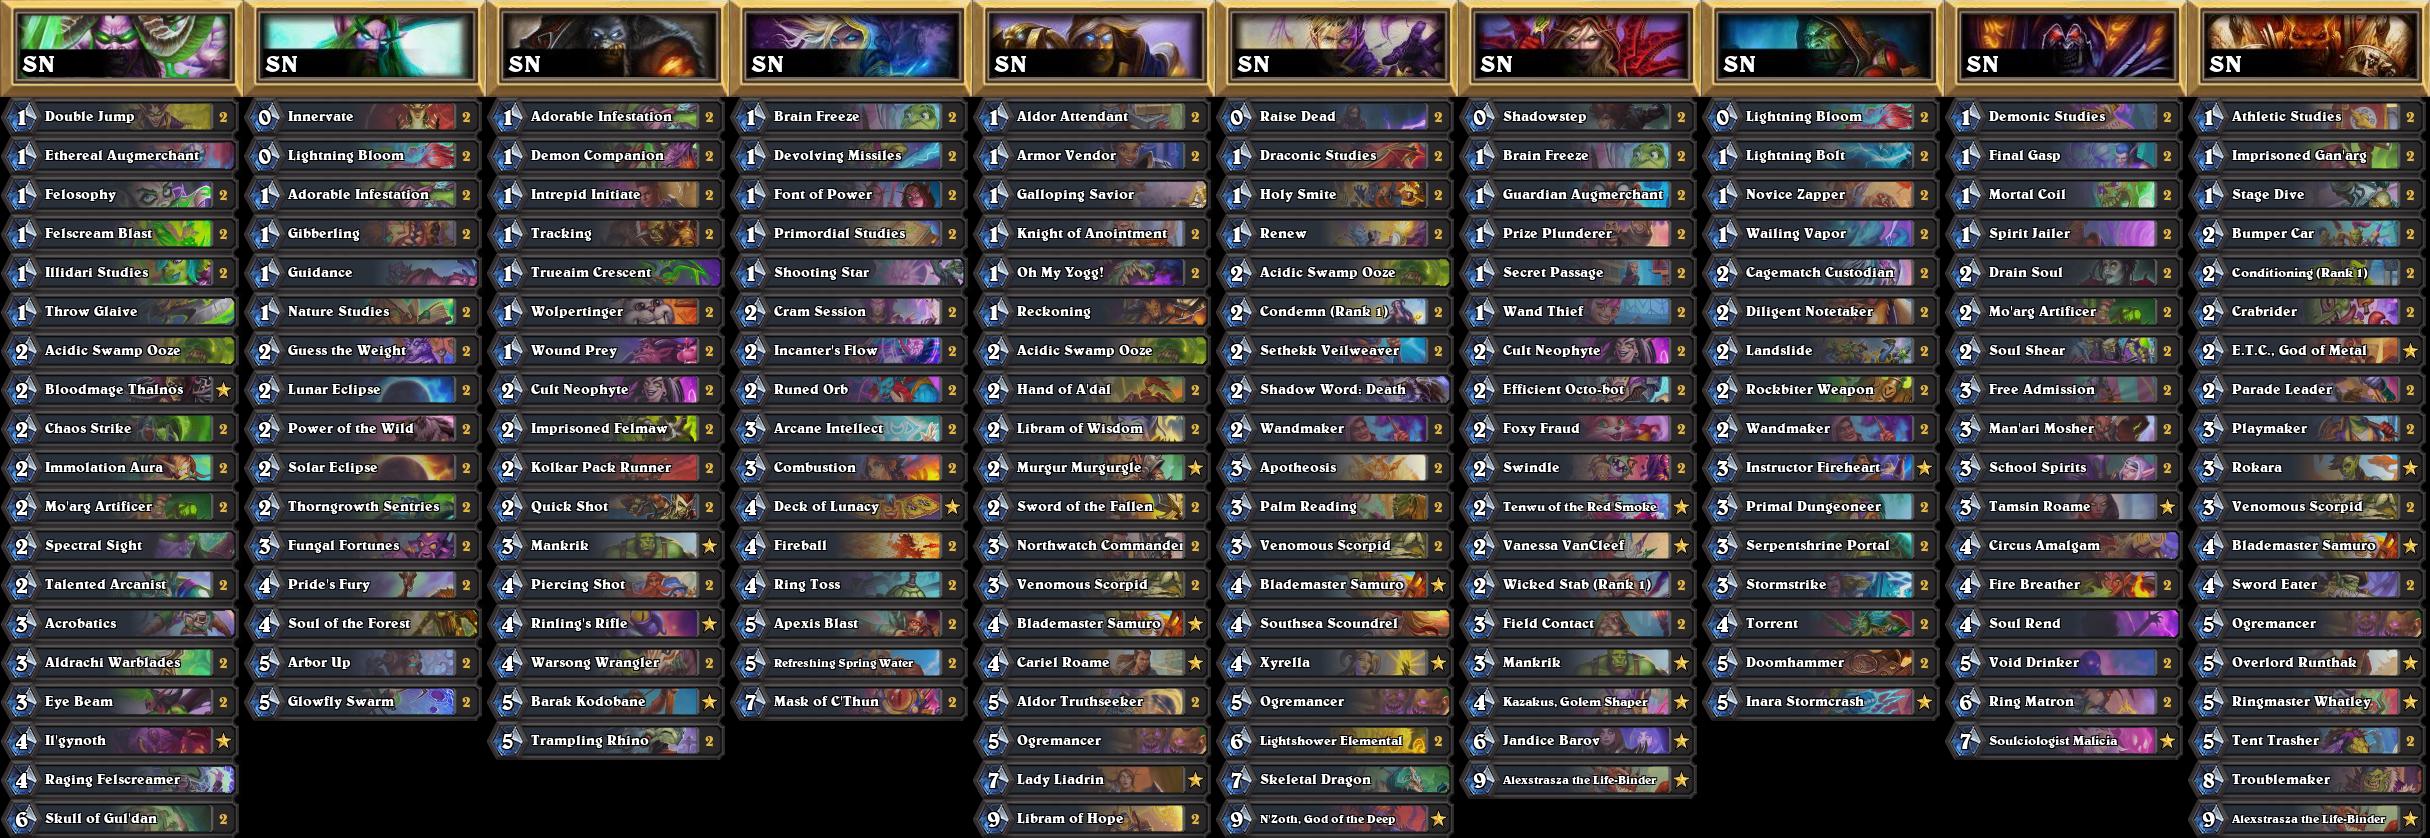 SN
1 Double Jump 2
1 Ethereal Augmerchant
1 Felosophy 2
1 Felscream Blast 2
1 Illidari Studies 2
1 Throw Glaive
2 Acidic Swamp Ooze
2 Bloodmage Thalnos
2 Chaos Strike 2
2 Immolation Aura 2
2 Mo'arg Artificer 2
2 Spectral Sight
2 Talented Arcanist 2
3 Acrobatics
3 Aldrachi Warblades 2
3 Eye Beam 2
4 Il'gynoth
4 Raging Felscreamer
6 Skull of Gul'dan 2
SN
0 Innervate 2
0 Lightning Bloom 2
1 Adorable Infestation 2
1 Gibberling 2
1 Guidance
1 Nature Studies 2
2 Guess the Weight 2
2 Lunar Eclipse 2
2 Power of the Wild 2
2 Solar Eclipse 2
2 Thorngrowth Sentries 2
3 Fungal Fortunes 2
4 Pride's Fury 2
4 Soul of the Forest
5 Arbor Up 2
5 Glowfly Swarm 2
SN
1 Adorable Infestation 2
1 Demon Companion 2
1 Intrepid Initiate 2
1 Tracking 2
1 Trueaim Crescent
1 Wolpertinger 2
1 Wound Prey 2
2 Cult Neophyte 2
2 Imprisoned Felmaw 2
2 Kolkar Pack Runner 2
2 Quick Shot 2
3 Mankrik
4 Piercing Shot 2
4 Rinling's Rifle
4 Warsong Wrangler 2
5 Barak Kodobane
5 Trampling Rhino 2
SN
1 Brain Freeze 2
1 Devolving Missiles 2
1 Font of Power 2
1 Primordial Studies 2
1 Shooting Star
2 Cram Session 2
2 Incanter's Flow 2
2 Runed Orb 2
3 Arcane Intellect 2
3 Combustion 2
4 Deck of Lunacy
4 Fireball 2
4 Ring Toss 2
5 Apexis Blast 2
5 Refreshing Spring Water 2
7 Mask of C'Thun 2
SN
1 Aldor Attendant 2
1 Armor Vendor 2
1 Galloping Savior
1 Knight of Anointment 2
1 Oh My Yogg! 2
1 Reckoning
2 Acidic Swamp Ooze
2 Hand of A'dal 2
2 Libram of Wisdom 2
2 Murgur Murgurgle
2 Sword of the Fallen 2
3 Northwatch Commander 2
3 Venomous Scorpid 2
4 Blademaster Samuro
4 Cariel Roame
5 Aldor Truthseeker 2
5 Ogremancer
7 Lady Liadrin
9 Libram of Hope 2
SN
0 Raise Dead 2
1 Draconic Studies 2
1 Holy Smite 2
1 Renew 2
2 Acidic Swamp Ooze
2 Condemn (Rank 1) 2
2 Sethekk Veilweaver 2
2 Shadow Word: Death
2 Wandmaker 2
3 Apotheosis 2
3 Palm Reading 2
3 Venomous Scorpid 2
4 Blademaster Samuro
4 Southsea Scoundrel
4 Xyrella
5 Ogremancer
6 Lightshower Elemental 2
7 Skeletal Dragon
9 N'Zoth, God of the Deep
SN
0 Shadowstep 2
1 Brain Freeze 2
1 Guardian Augmerchant 2
1 Prize Plunderer 2
1 Secret Passage 2
1 Wand Thief 2
2 Cult Neophyte 2
2 Efficient Octo-bot 2
2 Foxy Fraud 2
2 Swindle 2
2 Tenwu of the Red Smoke
2 Vanessa VanCleef
2 Wicked Stab (Rank 1) 2
3 Field Contact 2
3 Mankrik
4 Kazakus, Golem Shaper
6 Jandice Barov
9 Alexstrasza the Life-Binder
SN
0 Lightning Bloom 2
1 Lightning Bolt 2
1 Novice Zapper 2
1 Wailing Vapor 2
2 Cagematch Custodian 2
2 Diligent Notetaker 2
2 Landslide 2
2 Rockbiter Weapon 2
2 Wandmaker 2
3 Instructor Fireheart
3 Primal Dungeoneer 2
3 Serpentshrine Portal 2
3 Stormstrike 2
4 Torrent 2
5 Doomhammer 2
5 Inara Stormcrash
SN
1 Demonic Studies 2
1 Final Gasp 2
1 Mortal Coil 2
1 Spirit Jailer 2
2 Drain Soul 2
2 Mo'arg Artificer 2
2 Soul Shear 2
3 Free Admission 2
3 Man'ari Mosher 2
3 School Spirits 2
3 Tamsin Roame
4 Circus Amalgam
4 Fire Breather 2
4 Soul Rend
5 Void Drinker 2
6 Ring Matron 2
7 Soulciologist Malicia
SN
1 Athletic Studies 2
1 Imprisoned Gan'arg 2
1 Stage Dive 2
2 Bumper Car 2
2 Conditioning (Rank 1) 2
2 Crabrider 2
2 E.T.C., God of Metal
2 Parade Leader 2
3 Playmaker 2
3 Rokara
3 Venomous Scorpid 2
4 Blademaster Samuro
4 Sword Eater 2
5 Ogremancer
5 Overlord Runthak
5 Ringmaster Whatley
5 Tent Trasher 2
8 Troublemaker
9 Alexstrasza the Life-Binder